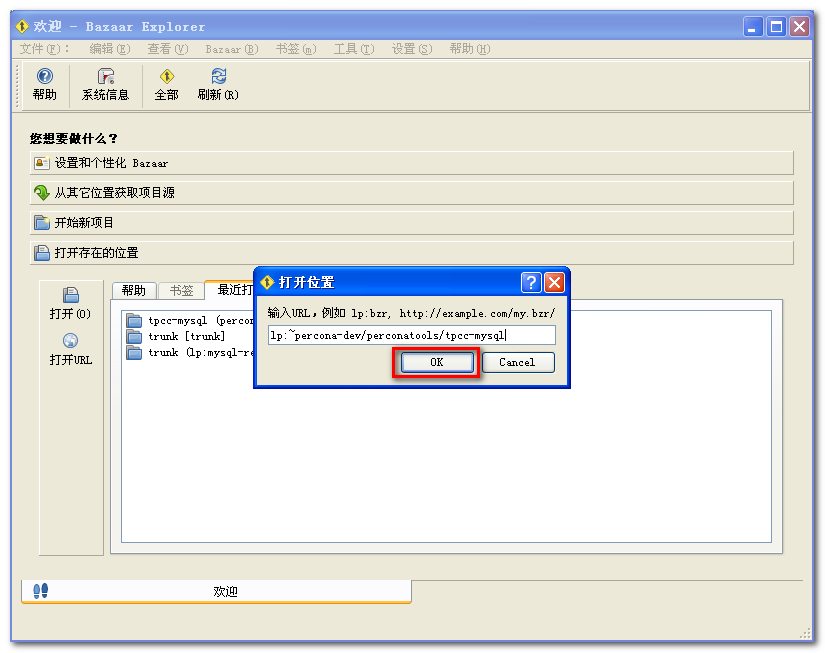 欢迎 - Bazaar Explorer
文件(F): 编辑(E) 查看(V) Bazaar(B) 书签(m) 工具(T) 设置(S) 帮助(H)
帮助 系统信息 全部 刷新(R)
您想要做什么?
设置和个性化 Bazaar
从其它位置获取项目源
开始新项目
打开存在的位置
打开(O)
打开URL
帮助 书签 最近打
tpcc-mysql (percon
trunk [trunk]
trunk (lp:mysql-re
打开位置
输入URL,例如 lp:bzr, http://example.com/my.bzr/
lp:~percona-dev/perconatools/tpcc-mysql
OK Cancel
欢迎